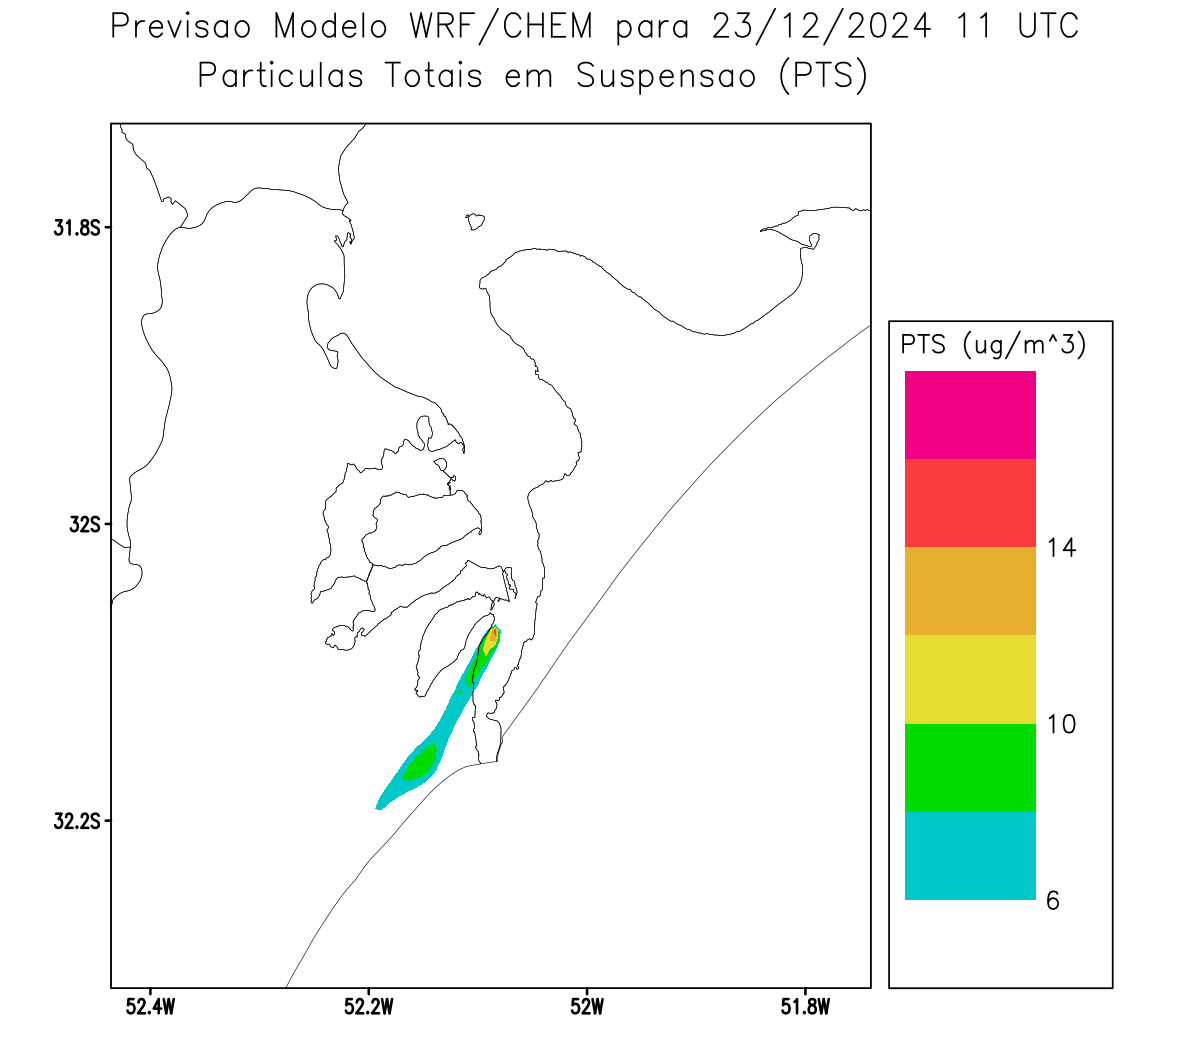 Previsao Modelo WRF/CHEM para 23/12/2024 11 UTC
Particulas Totais em Suspensao (PTS)
31.8S
32S
32.2S
52.4W
52.2W
52W
51.8W
PTS (ug/m^3)
14
10
6